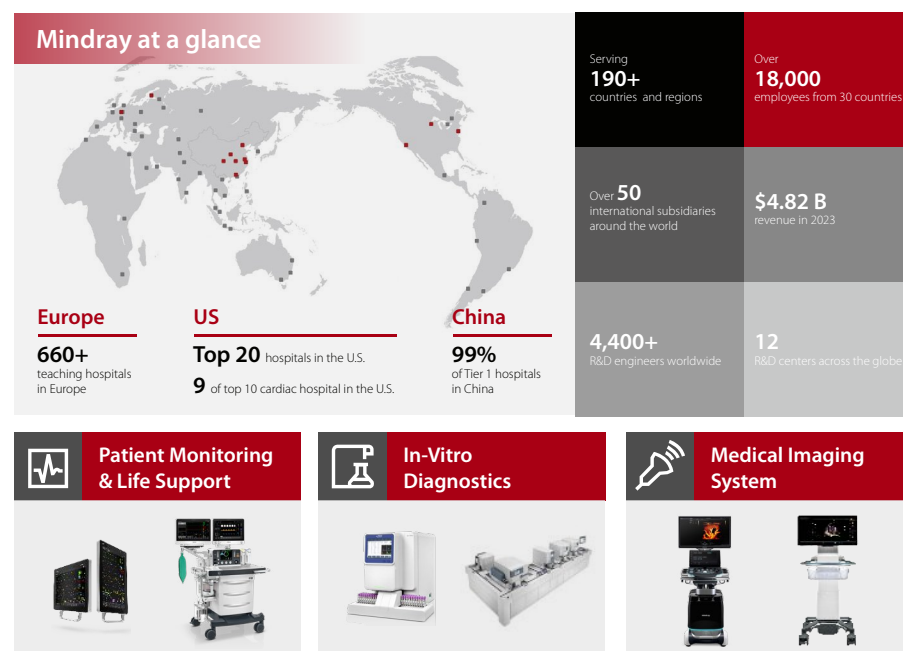 Mindray at a glance
Serving
190+
countries and regions
Over
18,000
employees from 30 countries
Over 50
international subsidiaries
around the world
$4.82 B
revenue in 2023
4,400+
R&D engineers worldwide
12
R&D centers across the globe
Europe
660+
teaching hospitals
in Europe
US
Top 20 hospitals in the U.S.
9 of top 10 cardiac hospital in the U.S.
China
99%
of Tier 1 hospitals
in China
Patient Monitoring
& Life Support
In-Vitro
Diagnostics
Medical Imaging
System